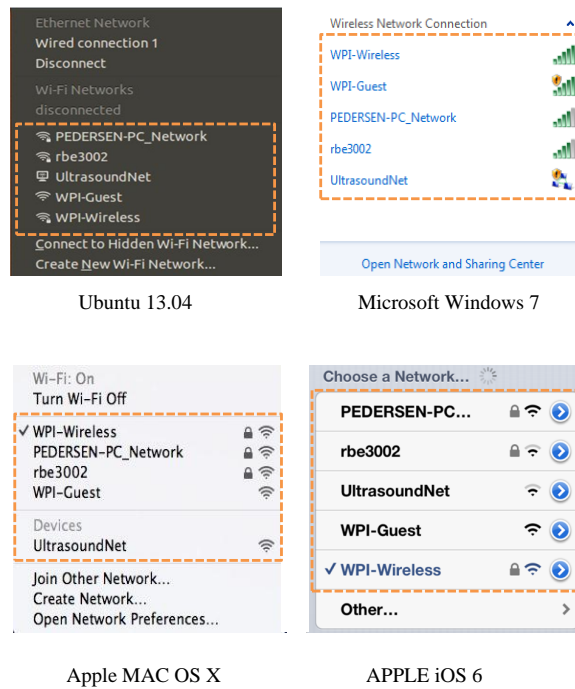 Ethernet Network
Wired connection 1
Disconnect
Wi-Fi Networks
disconnected
PEDERSEN-PC_Network
rbe3002
UltrasoundNet
WPI-Guest
WPI-Wireless
Connect to Hidden Wi-Fi Network...
Create New Wi-Fi Network...
Ubuntu 13.04
Wireless Network Connection
WPI-Wireless
WPI-Guest
PEDERSEN-PC_Network
rbe3002
UltrasoundNet
Open Network and Sharing Center
Microsoft Windows 7
Wi-Fi: On
Turn Wi-Fi Off
✓ WPI-Wireless
PEDERSEN-PC_Network
rbe3002
WPI-Guest
Devices
UltrasoundNet
Join Other Network...
Create Network...
Open Network Preferences...
Apple MAC OS X
Choose a Network...
PEDERSEN-PC...
rbe3002
UltrasoundNet
WPI-Guest
✓ WPI-Wireless
Other...
APPLE iOS 6